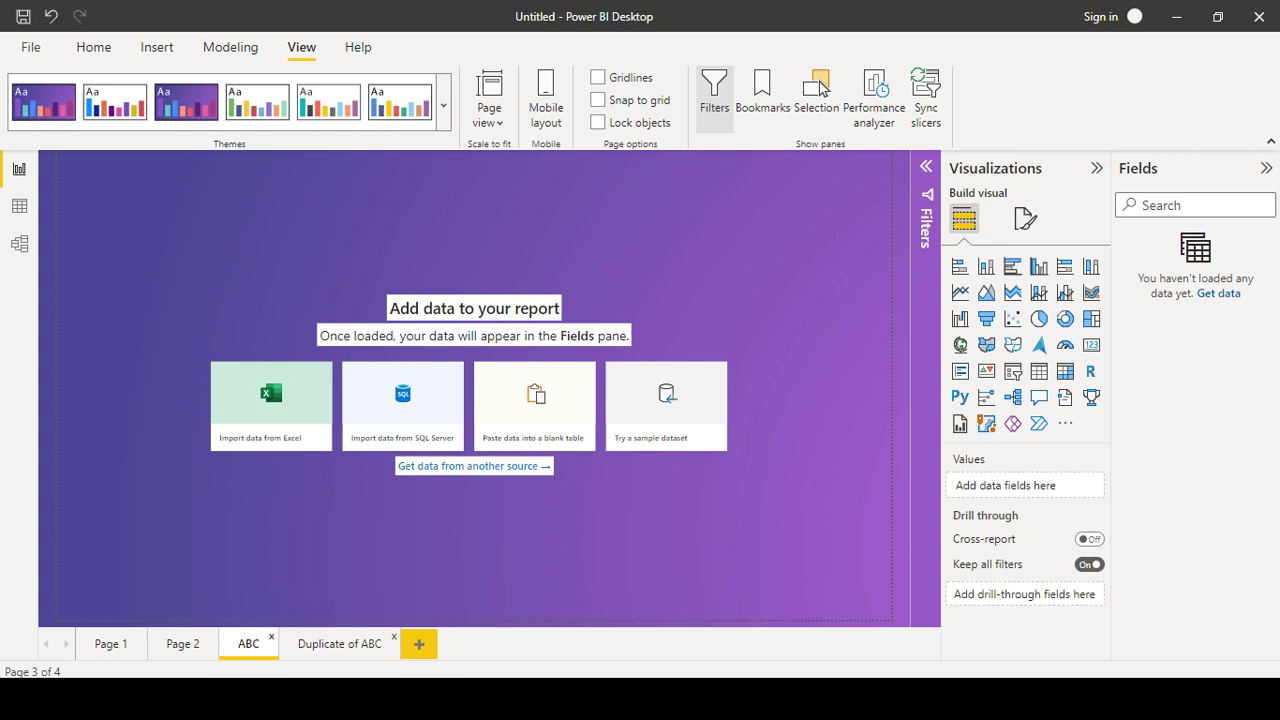 Untitled - Power BI Desktop
Sign in
File Home Insert Modeling View Help
Aa Aa Aa Aa Aa Aa
Themes
Page view
Scale to fit
Mobile layout
Mobile
Gridlines
Snap to grid
Lock objects
Page options
Filters
Bookmarks
Selection
Performance analyzer
Sync slicers
Show panes
Add data to your report
Once loaded, your data will appear in the Fields pane.
X
SQL
Import data from Excel
Import data from SQL Server
Paste data into a blank table
Try a sample dataset
Get data from another source →
Filters
Visualizations
Build visual
123
R
Py
...
Values
Add data fields here
Drill through
Cross-report
Off
Keep all filters
On
Add drill-through fields here
Fields
Search
You haven't loaded any
data yet. Get data
Page 1
Page 2
ABC x
Duplicate of ABC x
+
Page 3 of 4